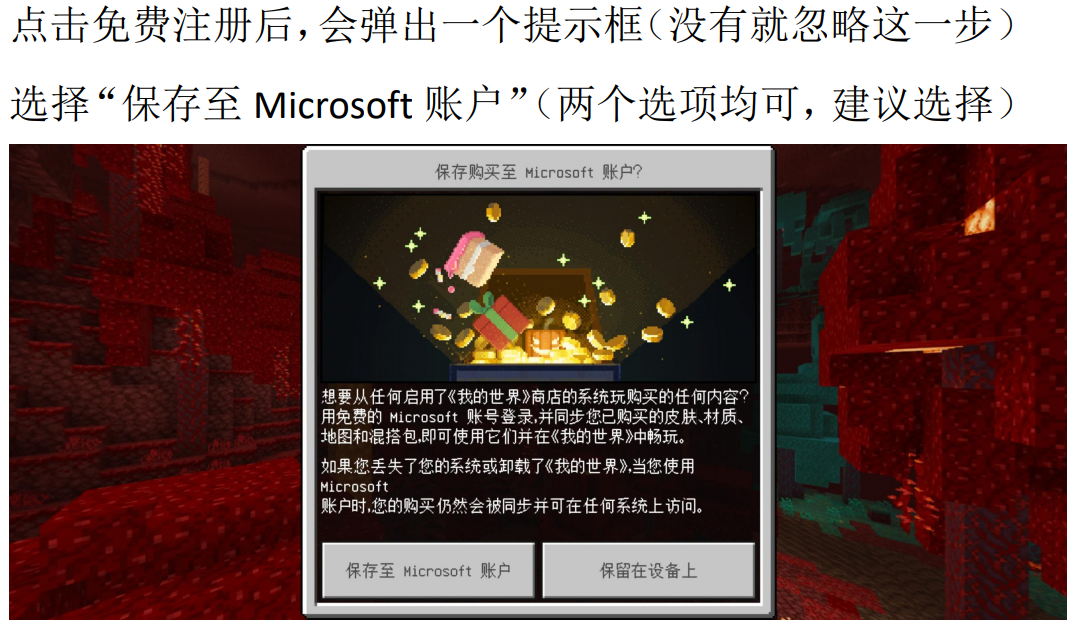 点击免费注册后，会弹出一个提示框（没有就忽略这一步）
选择“保存至 Microsoft 账户”（两个选项均可，建议选择）
保存购买至 Microsoft 账户?
想要从任何启用了《我的世界》商店的系统玩购买的任何内容?
用免费的 Microsoft 账号登录,并同步您已购买的皮肤、材质、
地图和混搭包,即可使用它们并在《我的世界》中畅玩。
如果您丢失了您的系统或卸载了《我的世界》,当您使用
Microsoft
账户时,您的购买仍然会被同步并可在任何系统上访问。
保存至 Microsoft 账户
保留在设备上